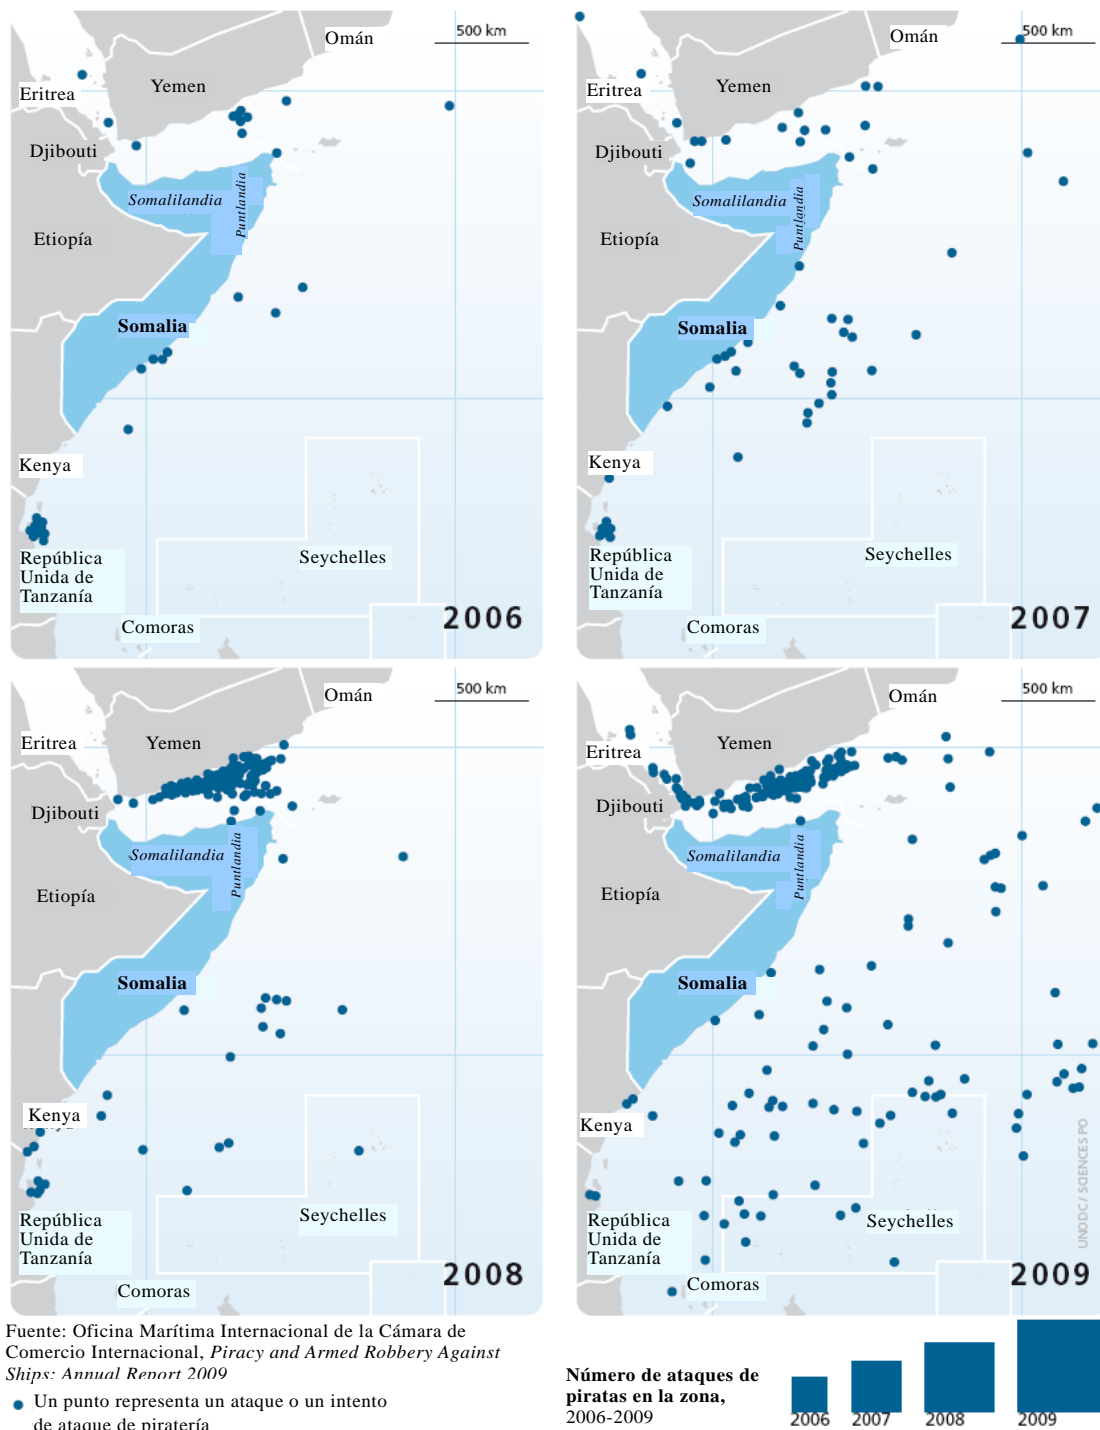 Omán
500 km
Yemen
Eritrea
Djibouti
Somalilandia
Puntlandia
Etiopía
Somalia
Kenya
República
Unida de
Tanzanía
Seychelles
Comoras
2006
Omán
500 km
Yemen
Eritrea
Djibouti
Somalilandia
Puntlandia
Etiopía
Somalia
Kenya
República
Unida de
Tanzanía
Seychelles
Comoras
2007
Omán
500 km
Eritrea
Yemen
Djibouti
Somalilandia
Puntlandia
Etiopía
Somalia
Kenya
República
Unida de
Tanzanía
Seychelles
Comoras
2008
Omán
500 km
Eritrea
Yemen
Djibouti
Somalilandia
Puntlandia
Etiopía
Somalia
Kenya
República
Unida de
Tanzanía
Seychelles
Comoras
2009
UNODC / SCIENCES PO
Fuente: Oficina Marítima Internacional de la Cámara de
Comercio Internacional, Piracy and Armed Robbery Against
Ships: Annual Report 2009
Un punto representa un ataque o un intento
de ataque de piratería
Número de ataques de
piratas en la zona,
2006-2009
2006 2007 2008 2009